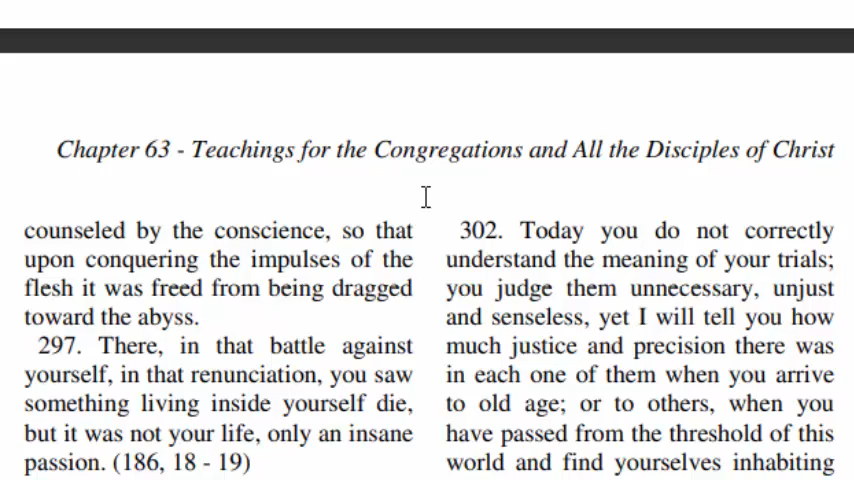 Chapter 63 - Teachings for the Congregations and All the Disciples of Christ
counseled by the conscience, so that
upon conquering the impulses of the
flesh it was freed from being dragged
toward the abyss.
297. There, in that battle against
yourself, in that renunciation, you saw
something living inside yourself die,
but it was not your life, only an insane
passion. (186, 18 - 19)
302. Today you do not correctly
understand the meaning of your trials;
you judge them unnecessary, unjust
and senseless, yet I will tell you how
much justice and precision there was
in each one of them when you arrive
to old age; or to others, when you
have passed from the threshold of this
world and find yourselves inhabiting